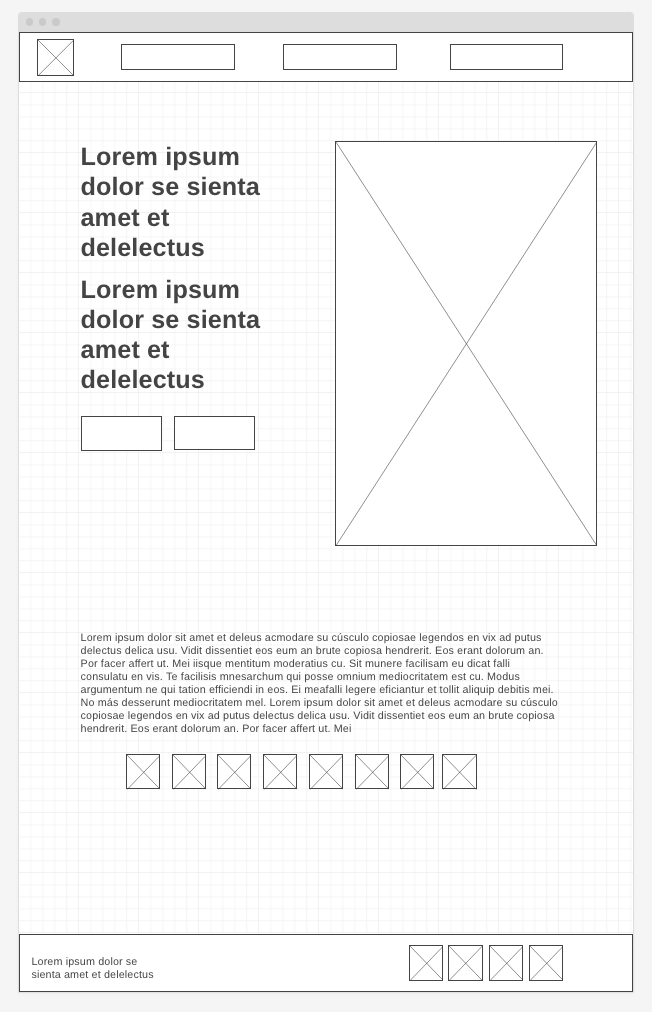 Lorem ipsum
dolor se sienta
amet et
delelectus
Lorem ipsum
dolor se sienta
amet et
delelectus
Lorem ipsum dolor sit amet et deleus acmodare su cúsculo copiosae legendos en vix ad putus
delectus delica usu. Vidit dissentiet eos eum an brute copiosa hendrerit. Eos erant dolorum an.
Por facer affert ut. Mei iisque mentitum moderatius cu. Sit munere facilisam eu dicat falli
consulatu en vis. Te facilisis mnesarchum qui posse omnium mediocritatem est cu. Modus
argumentum ne qui tation efficiendi in eos. Ei meafalli legere eficiantur et tollit aliquip debitis mei.
No más desserunt mediocritatem mel. Lorem ipsum dolor sit amet et deleus acmodare su cúsculo
copiosae legendos en vix ad putus delectus delica usu. Vidit dissentiet eos eum an brute copiosa
hendrerit. Eos erant dolorum an. Por facer affert ut. Mei
Lorem ipsum dolor se
sienta amet et delelectus